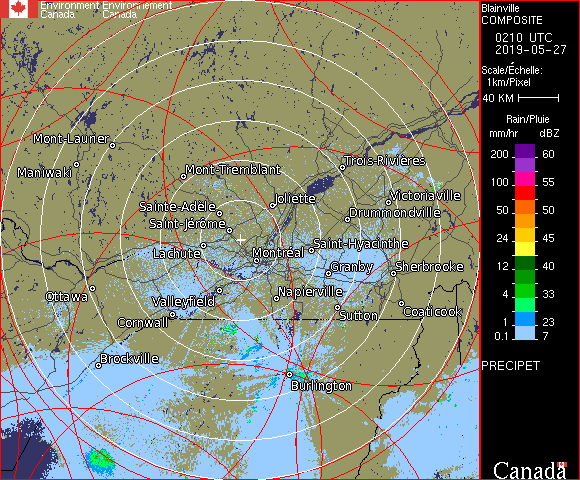 Environment Environnement
Canada Canada
Blainville
COMPOSITE
0210 UTC
2019-05-27
Scale/Échelle:
1km/Pixel
40 KM
Rain/Pluie
mm/hr dBZ
200 60
100 55
50 50
24 45
12 40
4 33
1 23
0.1 7
PRECIPET
Canada
Mont-Laurier
Maniwaki
Mont-Tremblant
Trois-Rivières
Sainte-Adèle
Joliette
Victoriaville
Saint-Jérôme
Drummondville
Lachute
Montréal
Saint-Hyacinthe
Granby
Sherbrooke
Ottawa
Valleyfield
Napierville
Cornwall
Sutton
Coaticook
Brockville
Burlington